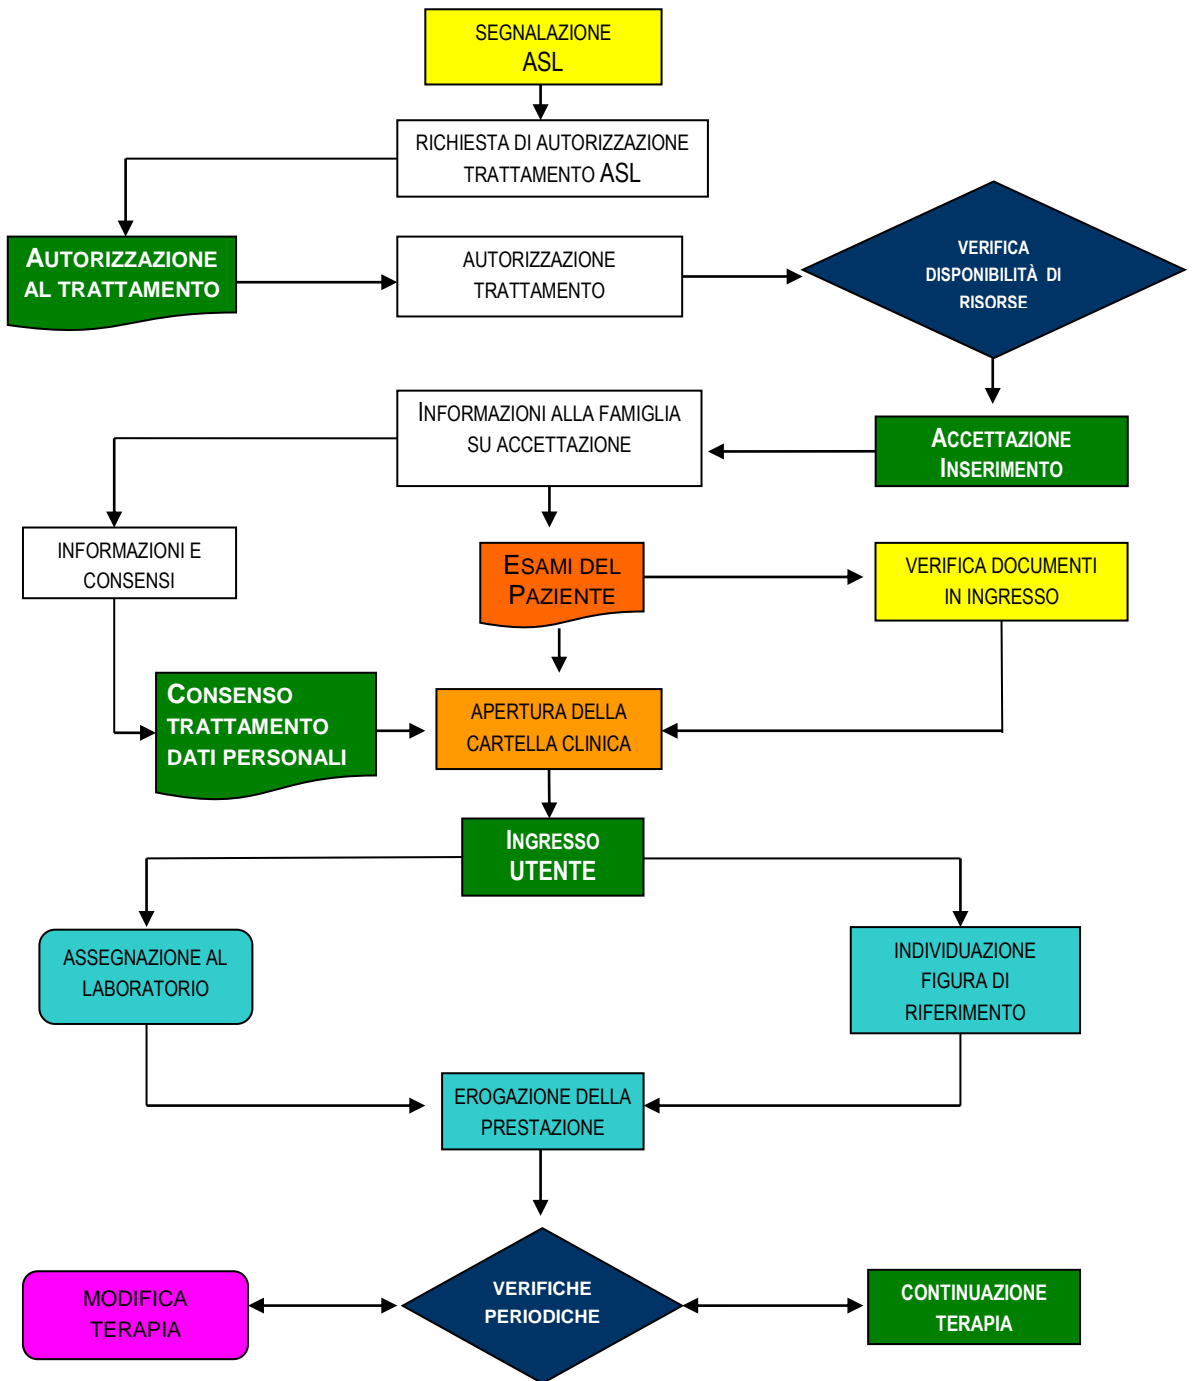 SEGNALAZIONE
ASL
RICHIESTA DI AUTORIZZAZIONE
TRATTAMENTO ASL
AUTORIZZAZIONE
AL TRATTAMENTO
AUTORIZZAZIONE
TRATTAMENTO
VERIFICA
DISPONIBILITÀ DI
RISORSE
INFORMAZIONI ALLA FAMIGLIA
SU ACCETTAZIONE
ACCETTAZIONE
INSERIMENTO
INFORMAZIONI E
CONSENSI
ESAMI DEL
PAZIENTE
VERIFICA DOCUMENTI
IN INGRESSO
CONSENSO
TRATTAMENTO
DATI PERSONALI
APERTURA DELLA
CARTELLA CLINICA
INGRESSO
UTENTE
ASSEGNAZIONE AL
LABORATORIO
INDIVIDUAZIONE
FIGURA DI
RIFERIMENTO
EROGAZIONE DELLA
PRESTAZIONE
MODIFICA
TERAPIA
VERIFICHE
PERIODICHE
CONTINUAZIONE
TERAPIA